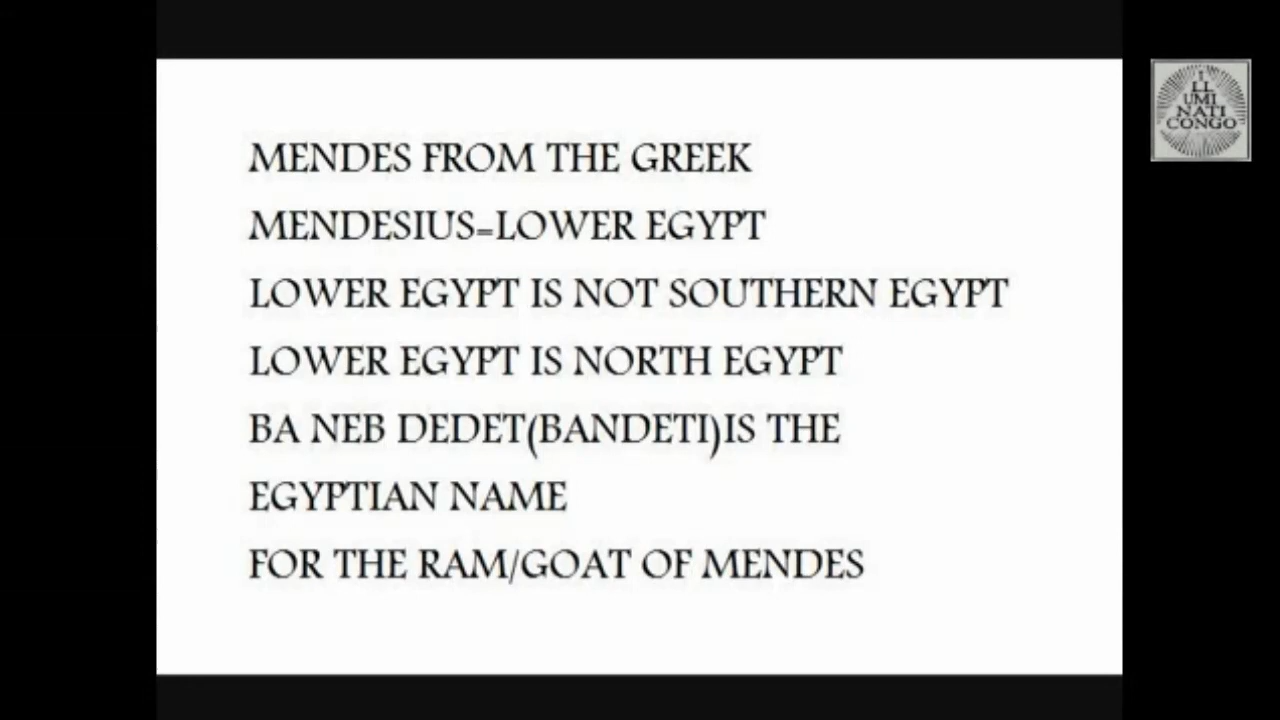 MENDES FROM THE GREEK
MENDESIUS=LOWER EGYPT
LOWER EGYPT IS NOT SOUTHERN EGYPT
LOWER EGYPT IS NORTH EGYPT
BA NEB DEDET(BANDETI)IS THE
EGYPTIAN NAME
FOR THE RAM/GOAT OF MENDES
I
LL
UMI
NATI
CONGO